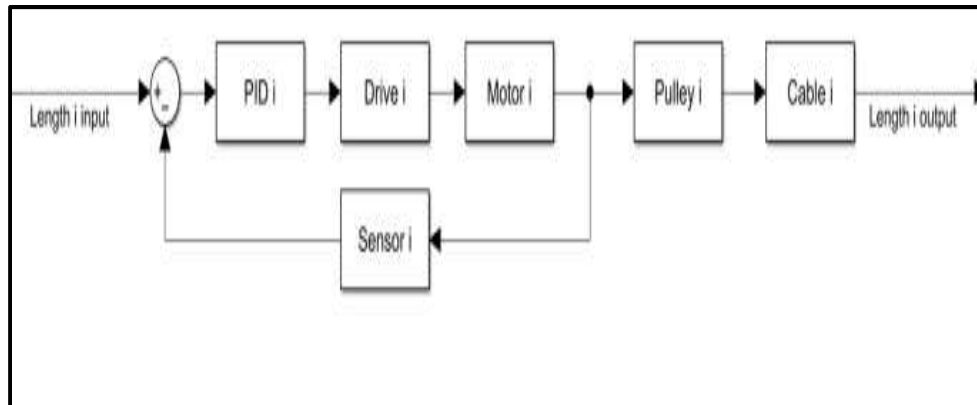 PID i
Drive i
Motor i
Pulley i
Cable i
Length i input
Length i output
Sensor i